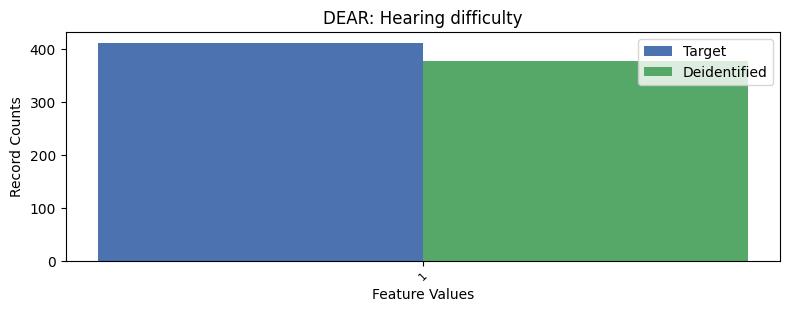 DEAR: Hearing difficulty
Target
Deidentified
Record Counts
400
300
200
100
0
1
Feature Values